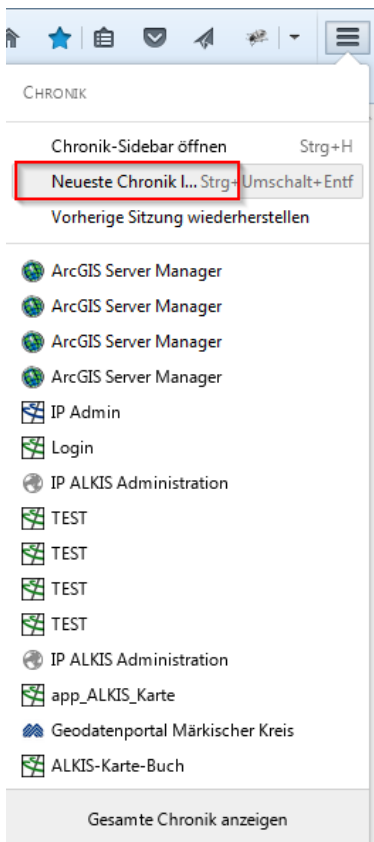 CHRONIK
Chronik-Sidebar öffnen Strg+H
Neueste Chronik l... Strg+Umschalt+Entf
Vorherige Sitzung wiederherstellen
ArcGIS Server Manager
ArcGIS Server Manager
ArcGIS Server Manager
ArcGIS Server Manager
IP Admin
Login
IP ALKIS Administration
TEST
TEST
TEST
TEST
IP ALKIS Administration
app_ALKIS_Karte
Geodatenportal Märkischer Kreis
ALKIS-Karte-Buch
Gesamte Chronik anzeigen